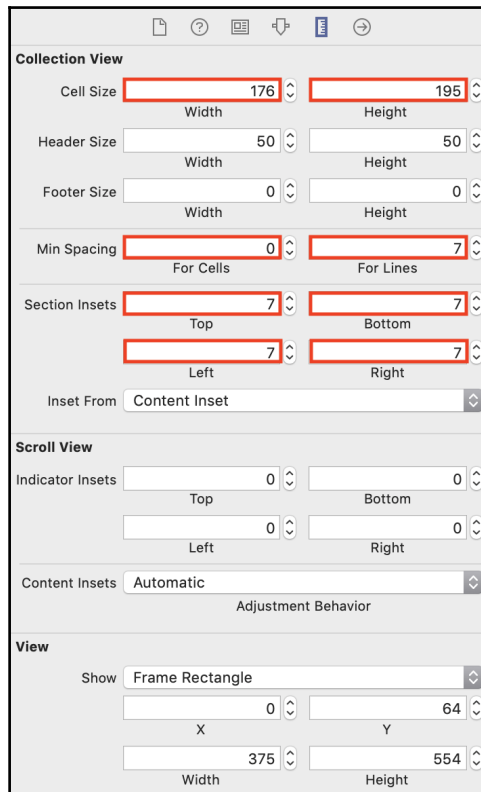 Collection View
Cell Size 176 195
Width Height
Header Size 50 50
Width Height
Footer Size 0 0
Width Height
Min Spacing 0 7
For Cells For Lines
Section Insets 7 7
Top Bottom
7 7
Left Right
Inset From Content Inset
Scroll View
Indicator Insets 0 0
Top Bottom
0 0
Left Right
Content Insets Automatic
Adjustment Behavior
View
Show Frame Rectangle
0 64
X Y
375 554
Width Height